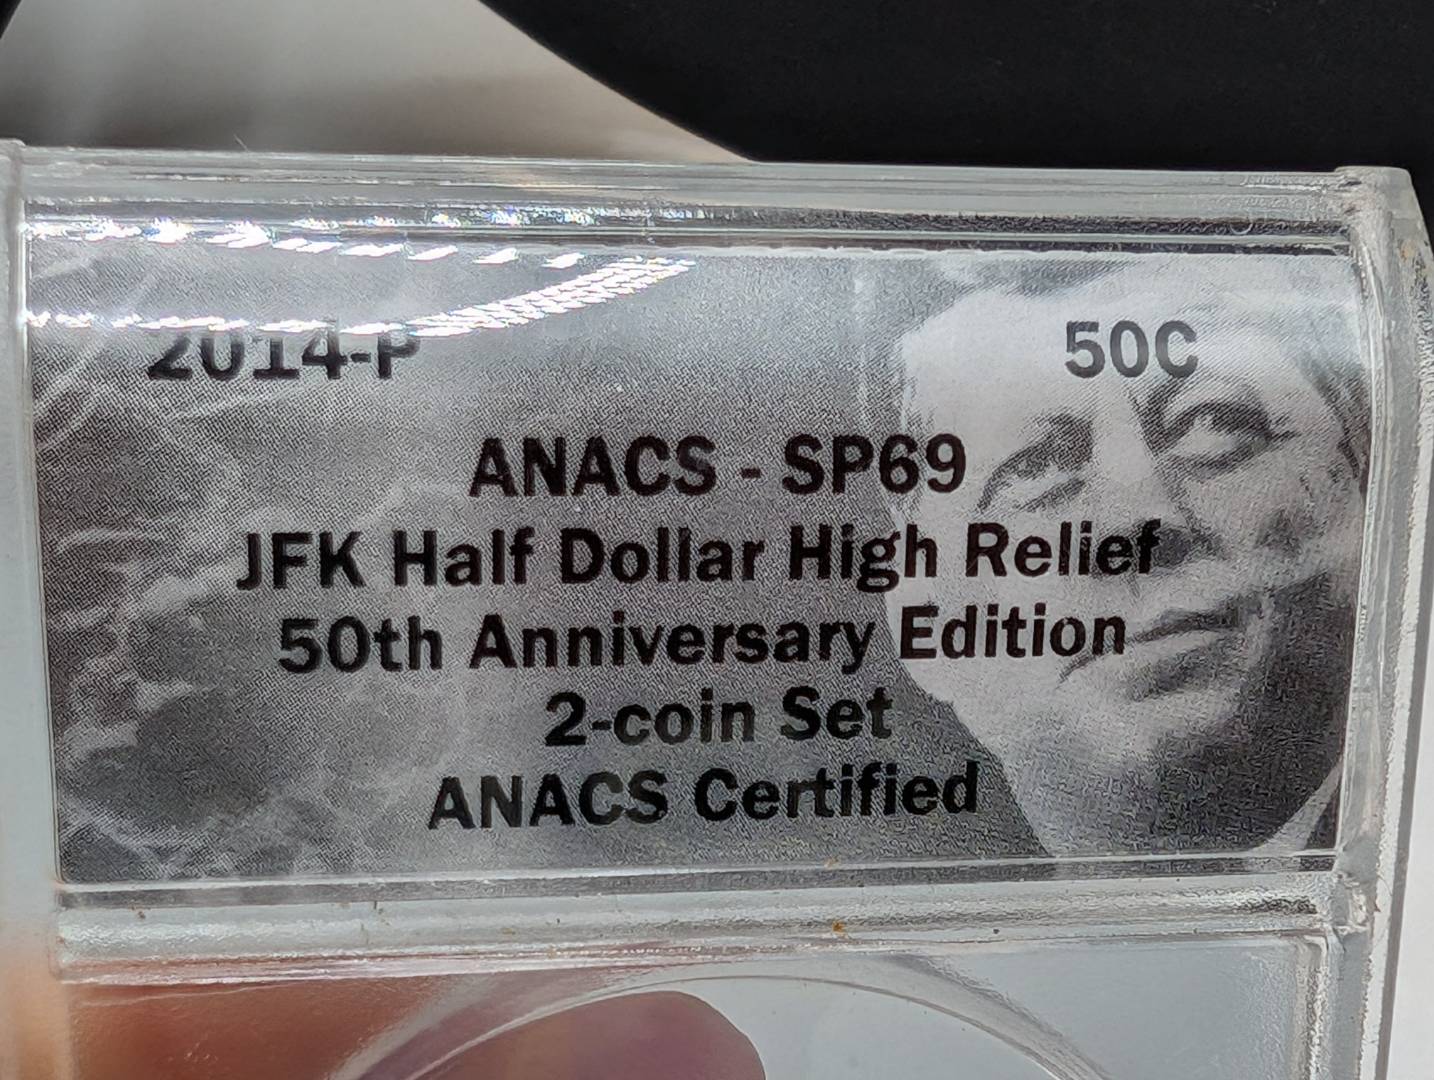 2014-P 50C
ANACS - SP69
JFK Half Dollar High Relief
50th Anniversary Edition
2-coin Set
ANACS Certified